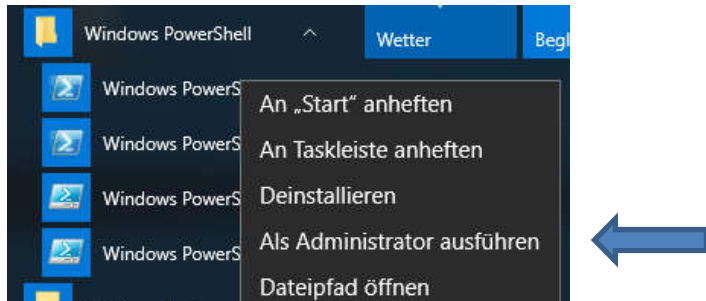 Windows PowerShell
Wetter
Begl
Windows PowerS
Windows PowerS
Windows PowerS
Windows PowerS
An „Start“ anheften
An Taskleiste anheften
Deinstallieren
Als Administrator ausführen
Dateipfad öffnen